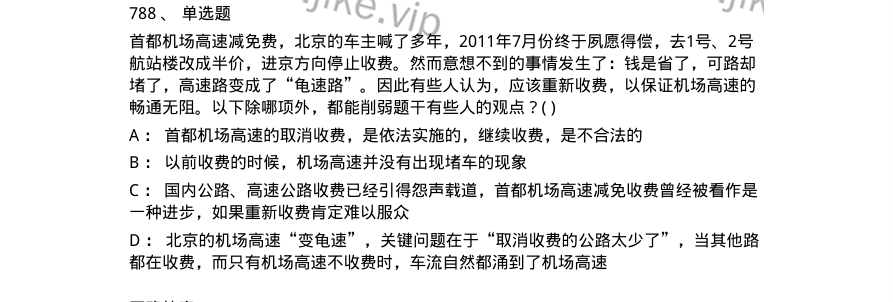 jike.vip
788 、 单选题
首都机场高速减免费，北京的车主喊了多年，2011年7月份终于夙愿得偿，去1号、2号
航站楼改成半价，进京方向停止收费。然而意想不到的事情发生了：钱是省了，可路却
堵了，高速路变成了“龟速路”。因此有些人认为，应该重新收费，以保证机场高速的
畅通无阻。以下除哪项外，都能削弱题干有些人的观点？( )
A ： 首都机场高速的取消收费，是依法实施的，继续收费，是不合法的
B ： 以前收费的时候，机场高速并没有出现堵车的现象
C ： 国内公路、高速公路收费已经引得怨声载道，首都机场高速减免收费曾经被看作是
一种进步，如果重新收费肯定难以服众
D ： 北京的机场高速“变龟速”，关键问题在于“取消收费的公路太少了”，当其他路
都在收费，而只有机场高速不收费时，车流自然都涌到了机场高速